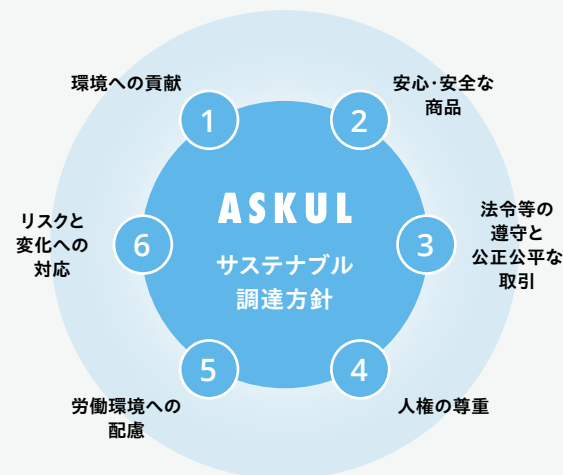 ASKUL
サステナブル
調達方針
1
環境への貢献
2
安心・安全な
商品
3
法令等の
遵守と
公正公平な
取引
4
人権の尊重
5
労働環境への
配慮
6
リスクと
変化への
対応